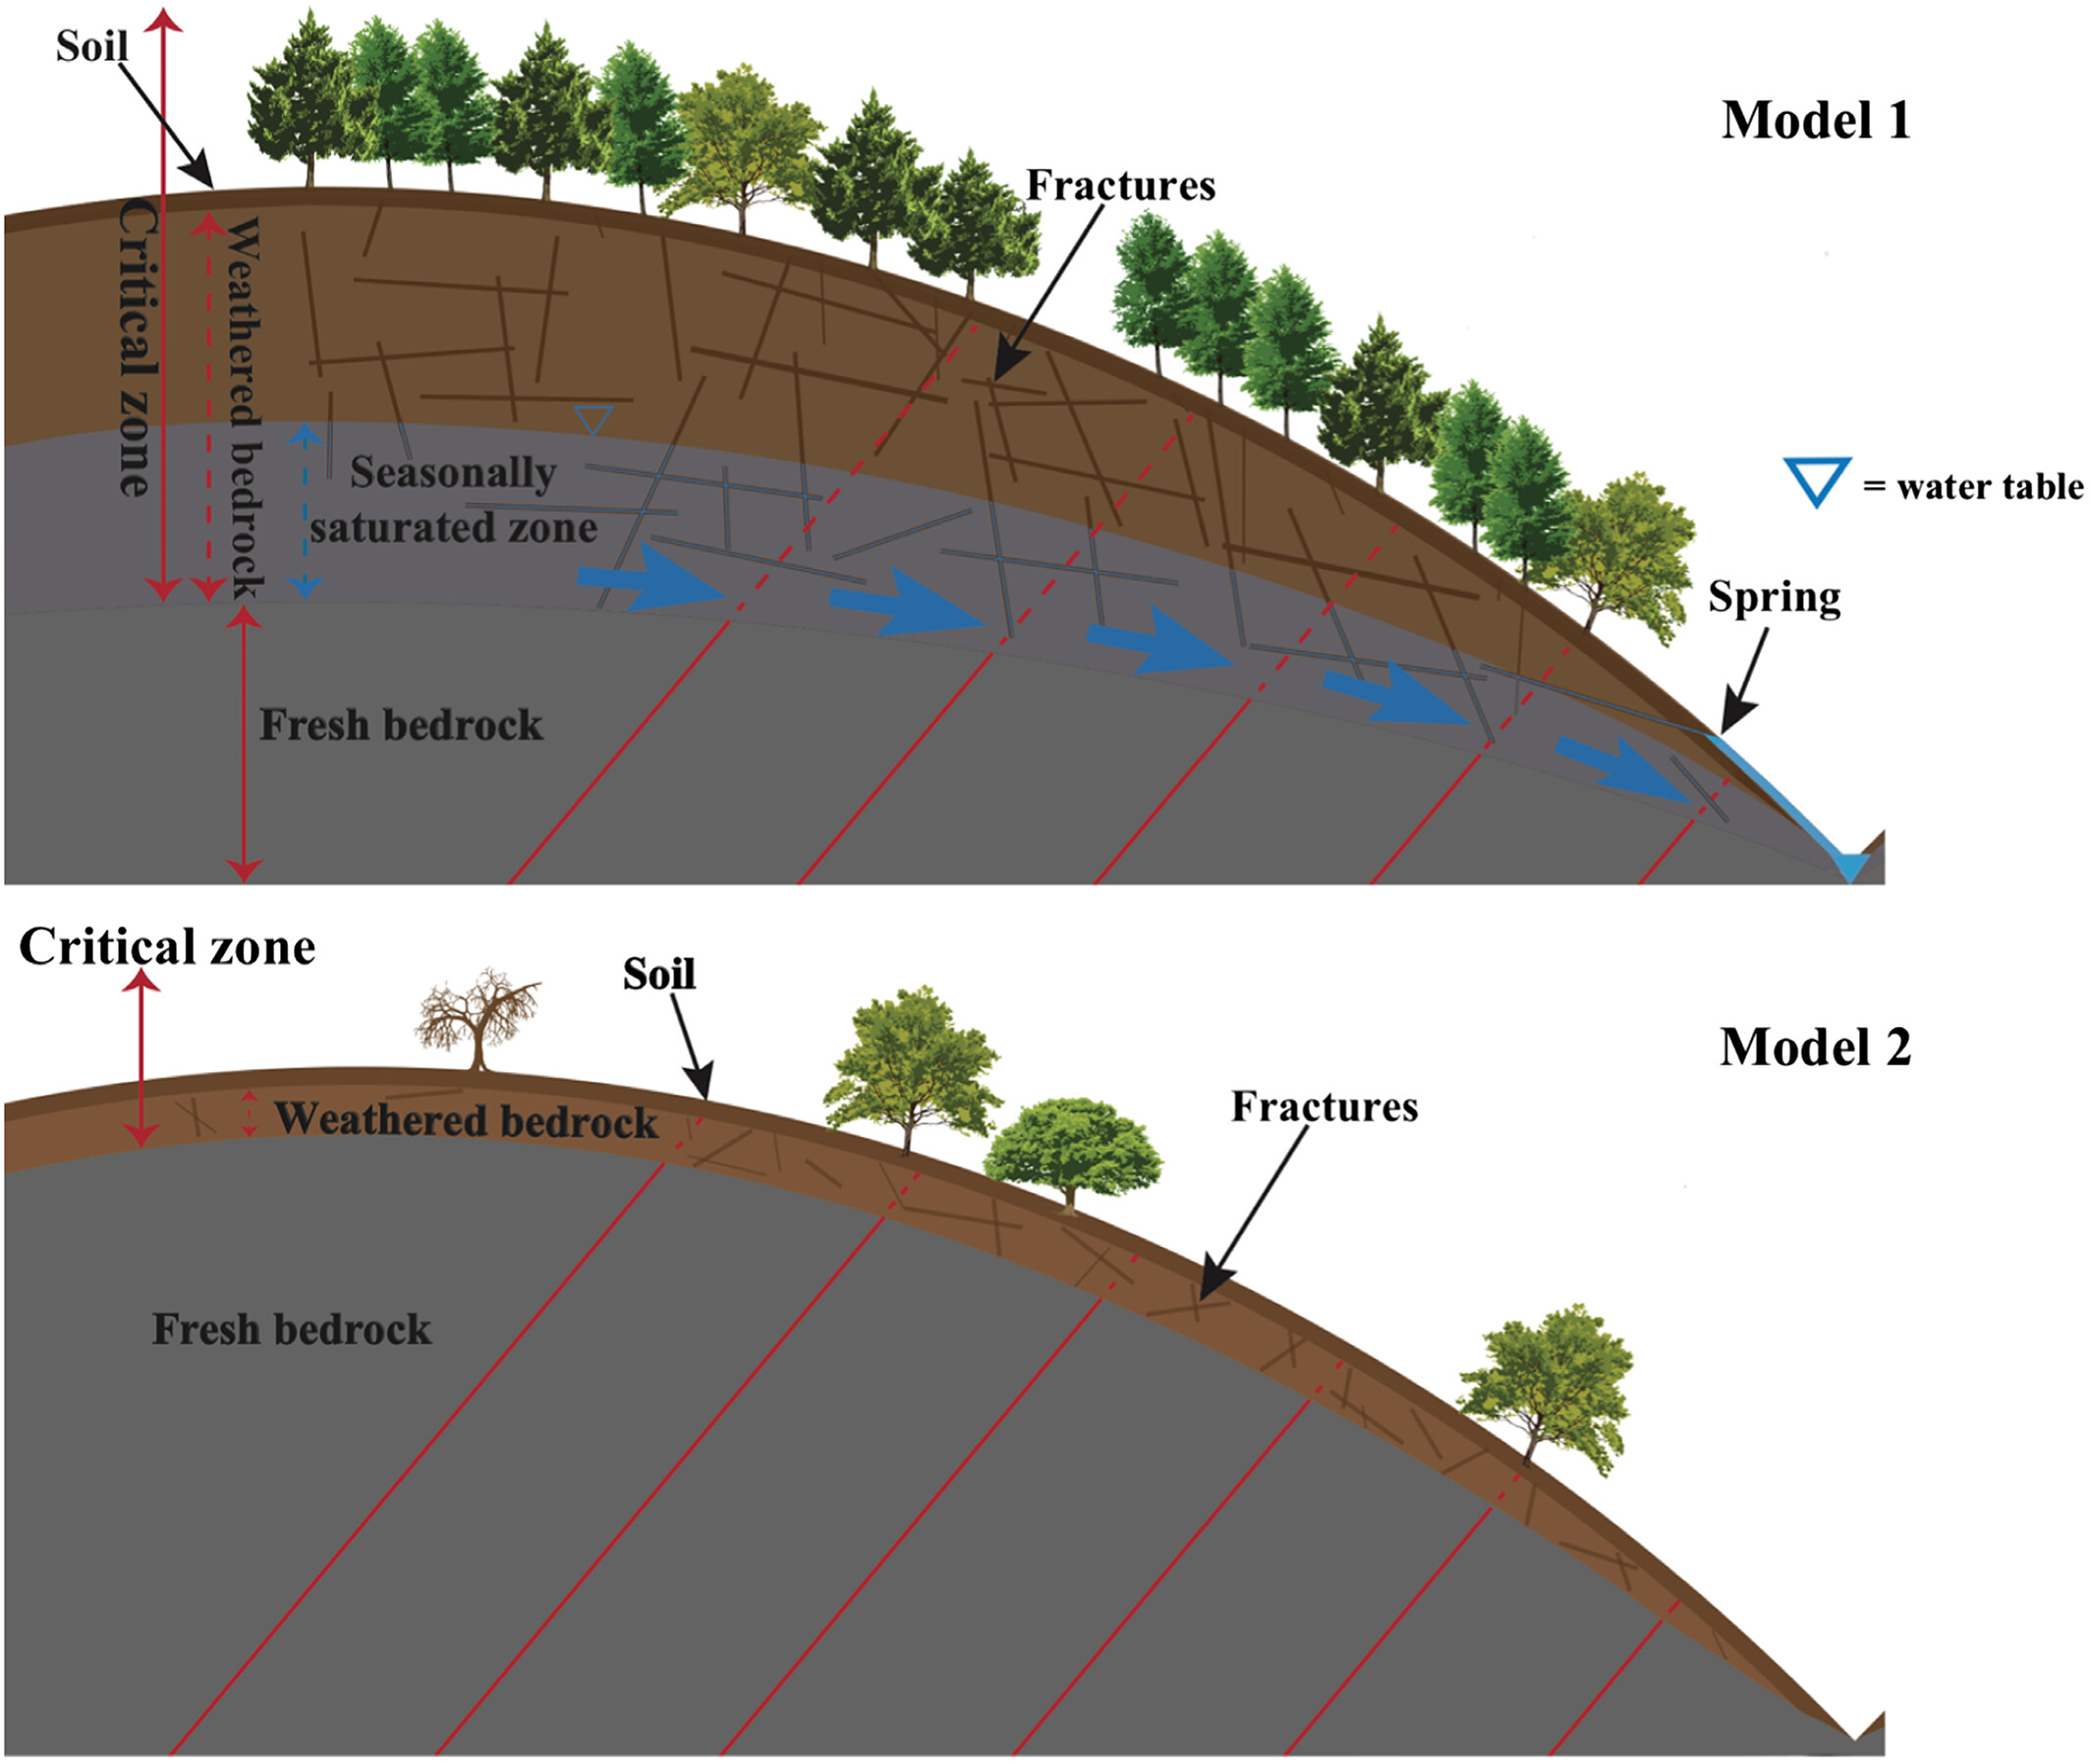 Soil
Model 1
Fractures
Critical zone
Weathered bedrock
Seasonally
saturated zone
= water table
Spring
Fresh bedrock
Critical zone
Soil
Model 2
Fractures
Weathered bedrock
Fresh bedrock